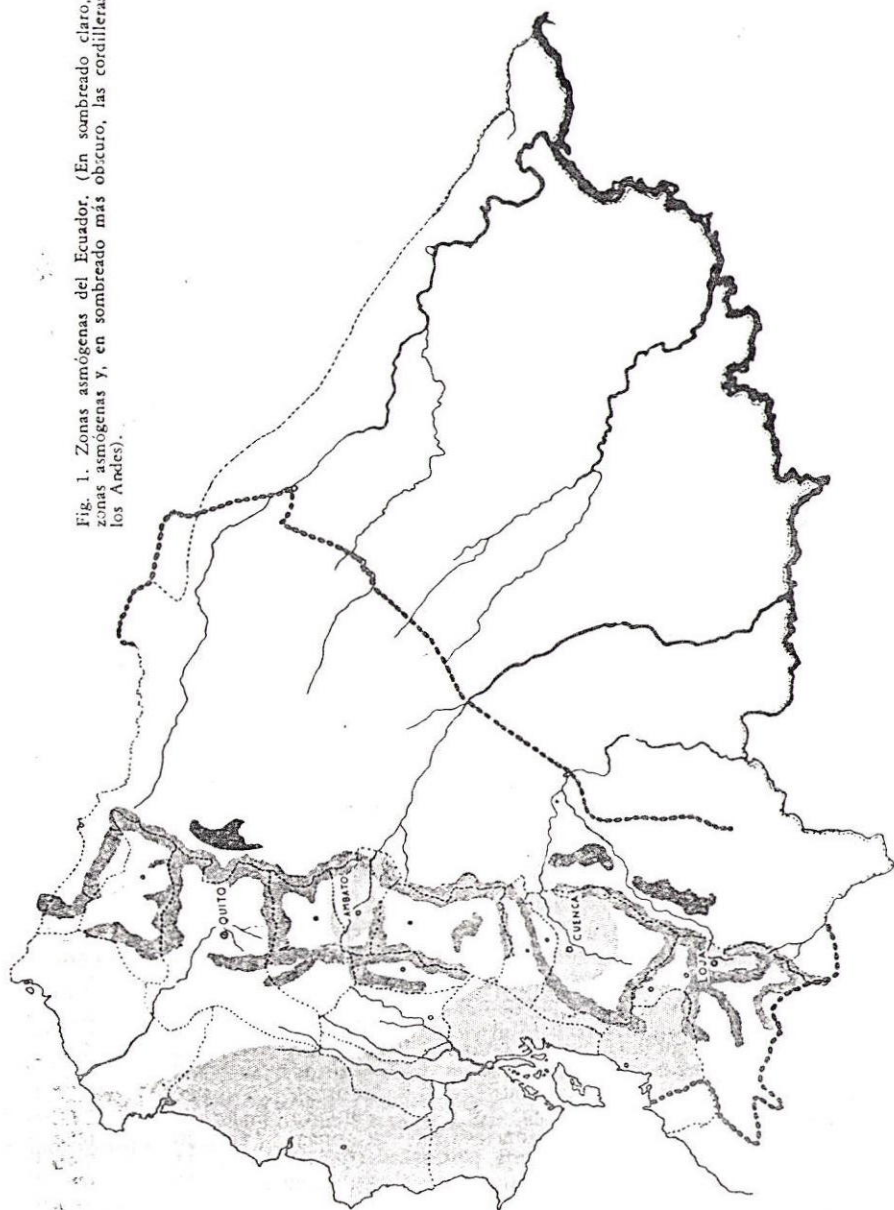 Fig. 1. Zonas asmógenas del Ecuador. (En sombreado claro,
zonas asmógenas y, en sombreado más obscuro, las cordilleras
los Andes).
QUITO
AMBATO
CUENCA
LOJA